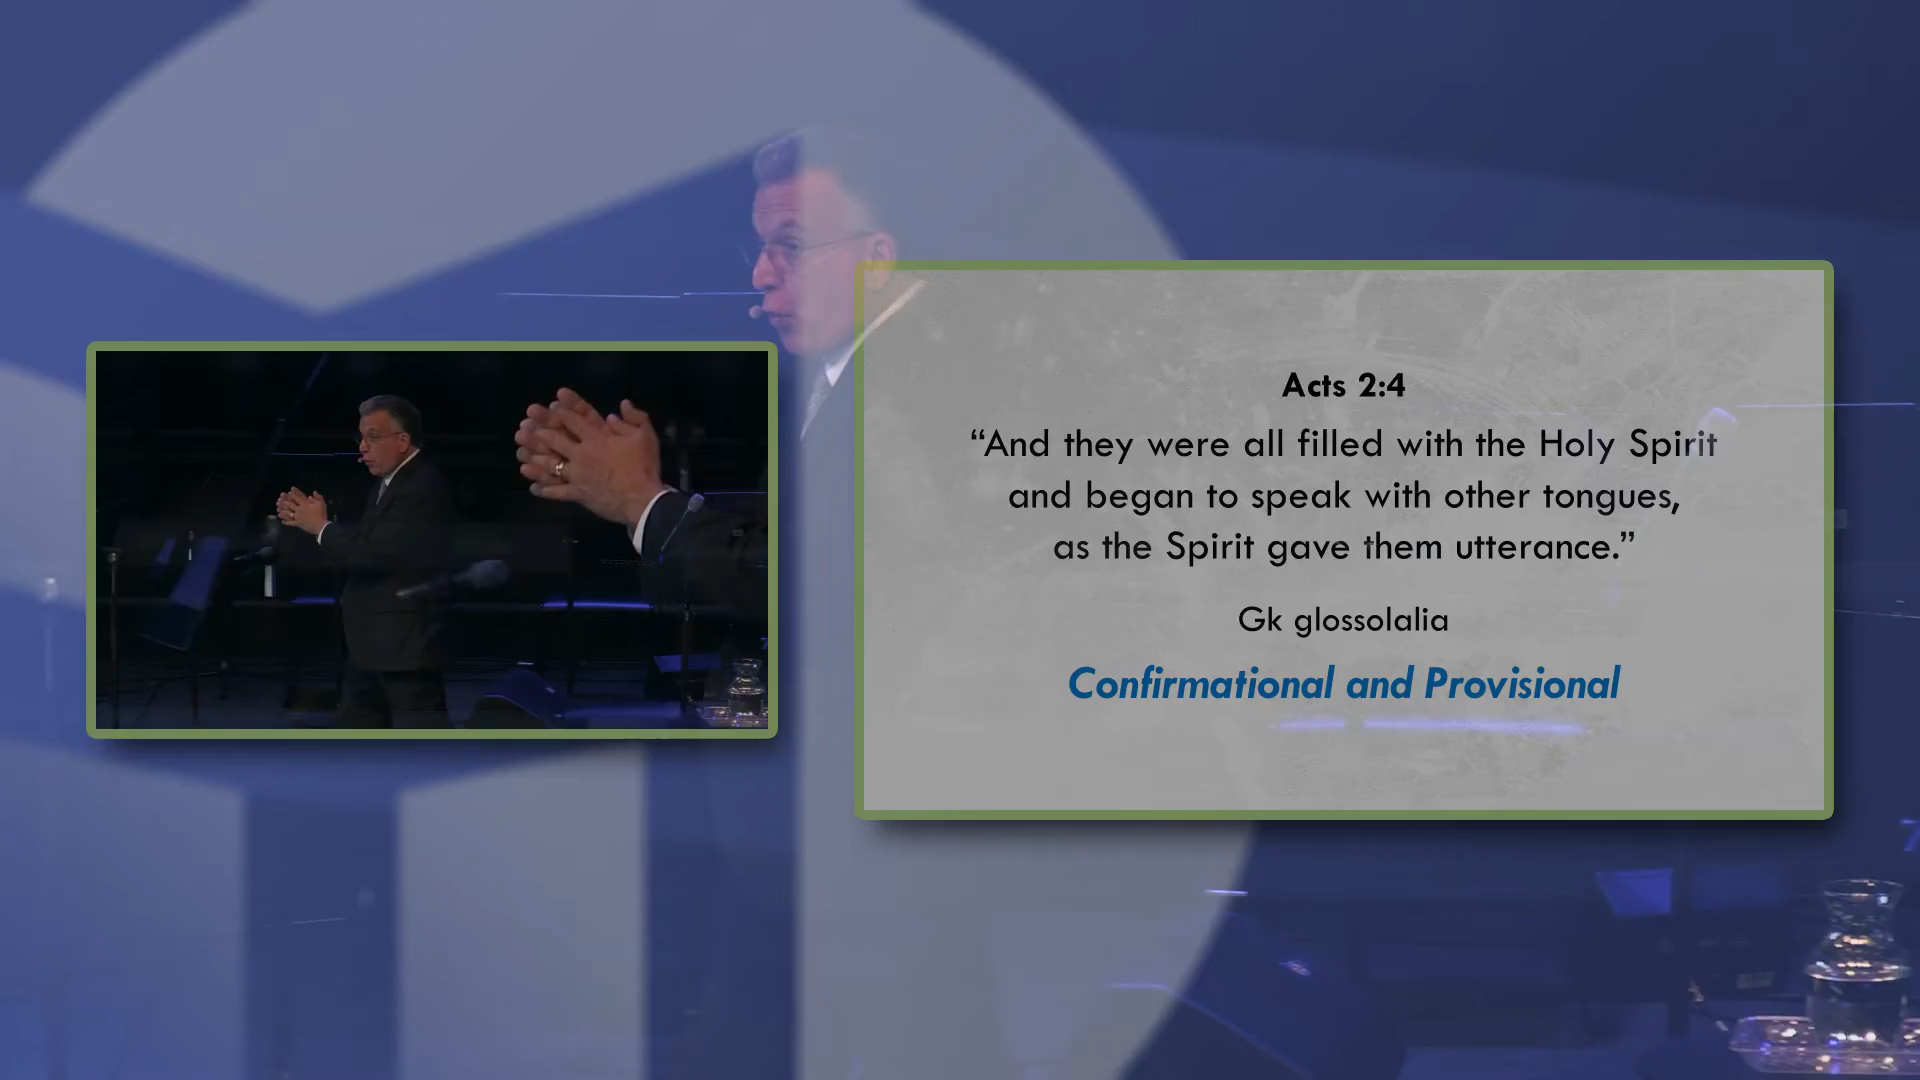 Acts 2:4
“And they were all filled with the Holy Spirit
and began to speak with other tongues,
as the Spirit gave them utterance.”
Gk glossolalia
Confirmational and Provisional